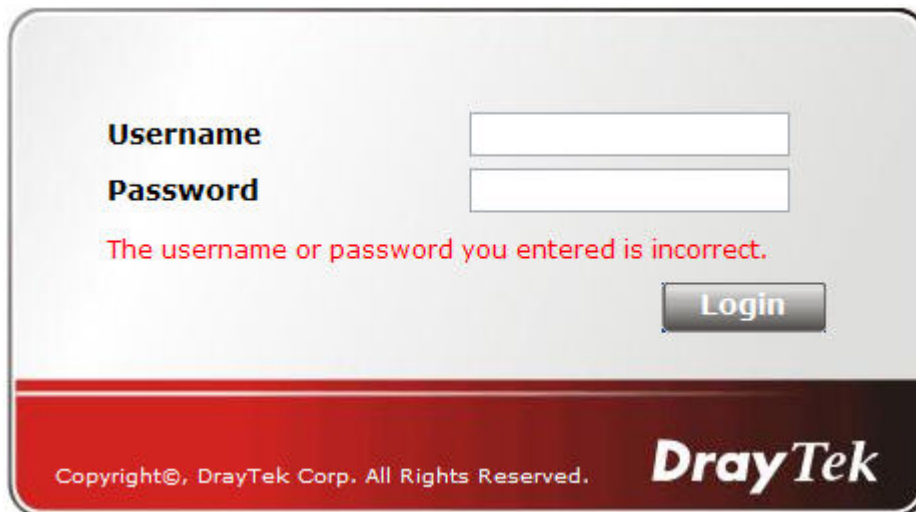 Username
Password
The username or password you entered is incorrect.
Login
Copyright©, DrayTek Corp. All Rights Reserved.
DrayTek